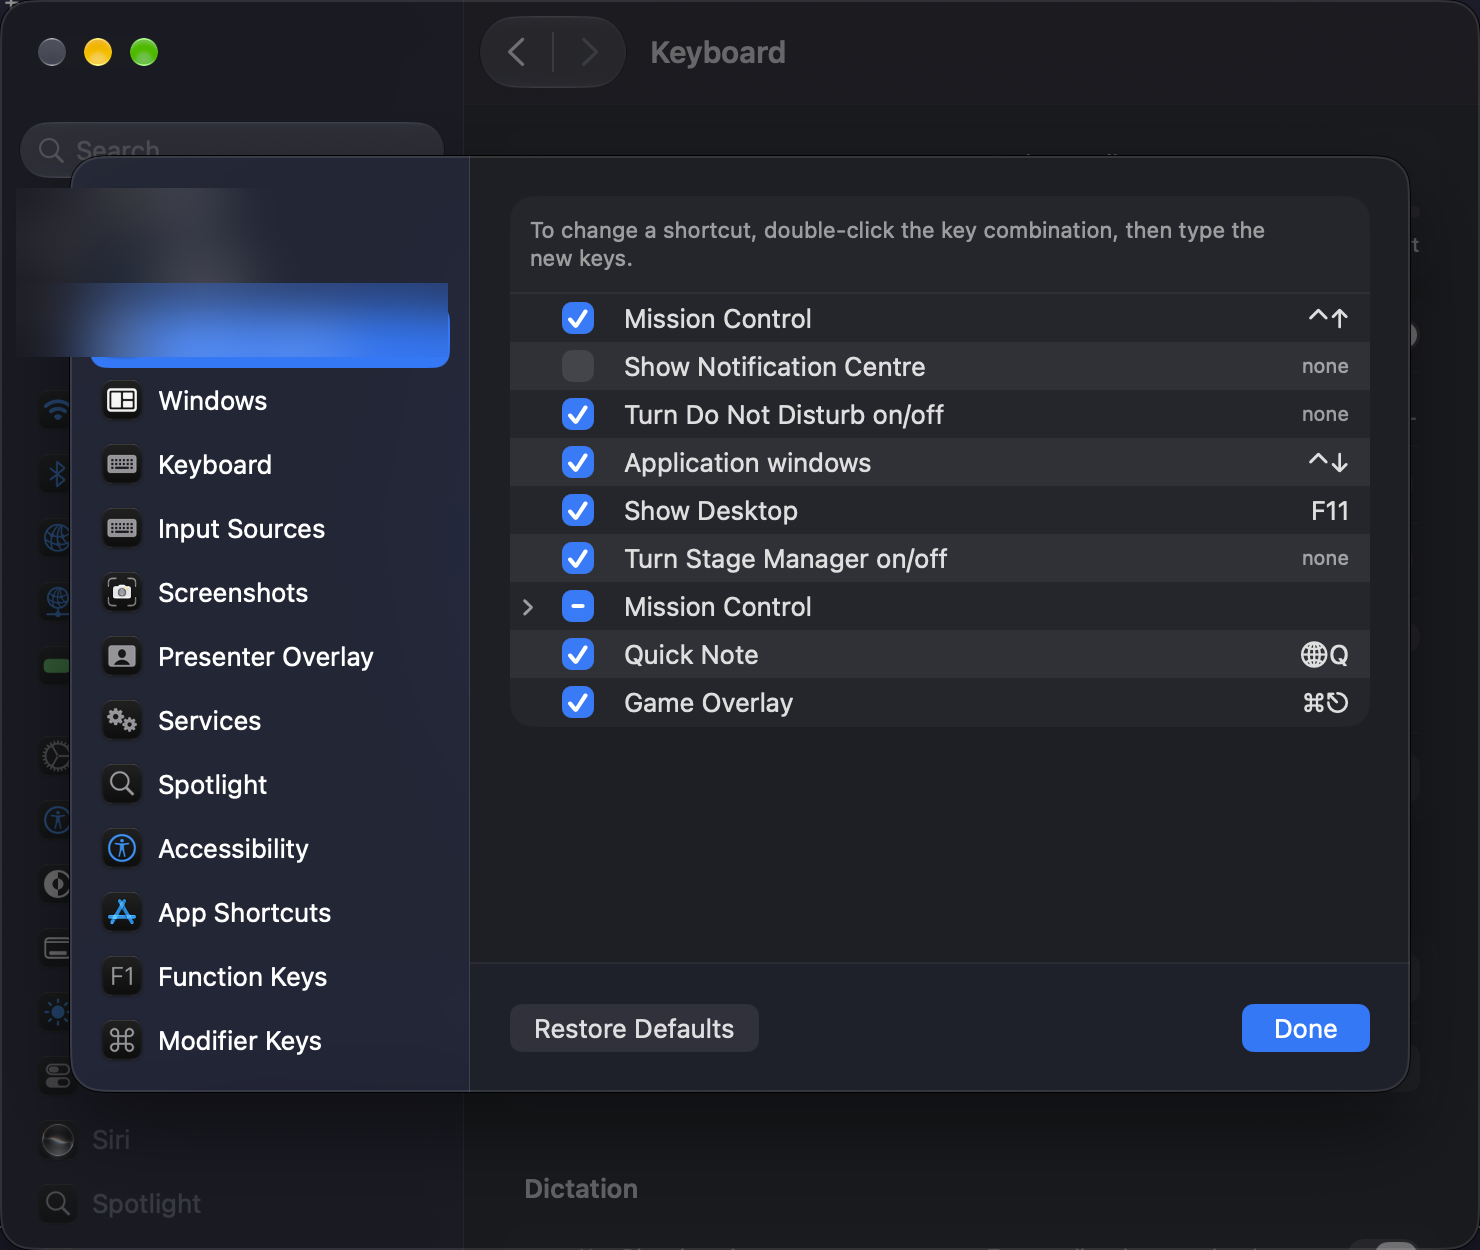 Keyboard
Search
To change a shortcut, double-click the key combination, then type the
new keys.
Mission Control ^↑
Show Notification Centre none
Turn Do Not Disturb on/off none
Application windows ^↓
Show Desktop F11
Turn Stage Manager on/off none
Mission Control
Quick Note 🌐Q
Game Overlay ⌘⎋
Windows
Keyboard
Input Sources
Screenshots
Presenter Overlay
Services
Spotlight
Accessibility
App Shortcuts
F1 Function Keys
⌘ Modifier Keys
Restore Defaults
Done
Siri
Spotlight
Dictation